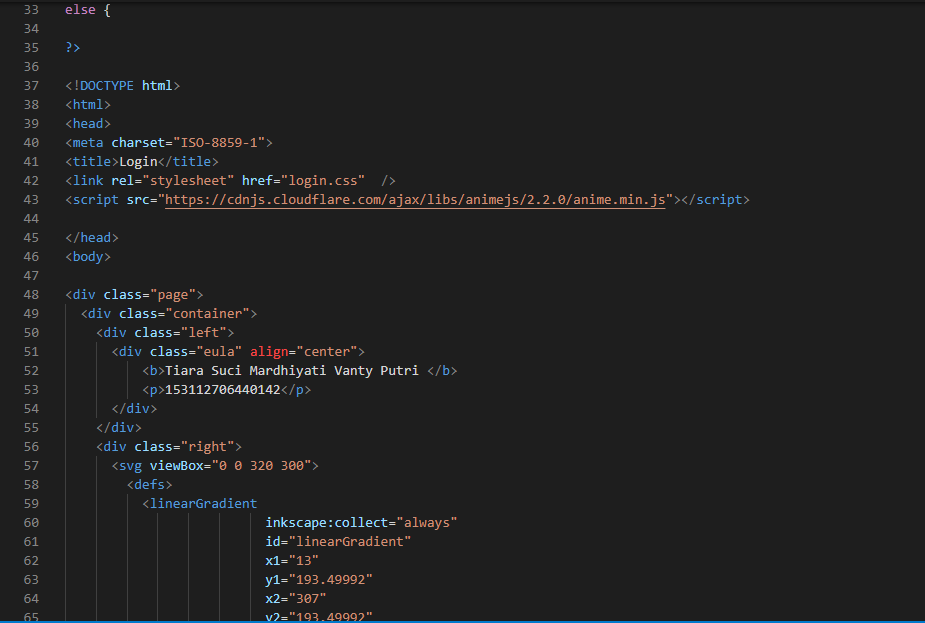 33 else {
34
35 ?>
36
37 <!DOCTYPE html>
38 <html>
39 <head>
40 <meta charset="ISO-8859-1">
41 <title>Login</title>
42 <link rel="stylesheet" href="login.css"  />
43 <script src="https://cdnjs.cloudflare.com/ajax/libs/animejs/2.2.0/anime.min.js"></script>
44
45 </head>
46 <body>
47
48 <div class="page">
49   <div class="container">
50     <div class="left">
51       <div class="eula" align="center">
52           <b>Tiara Suci Mardhiyati Vanty Putri </b>
53           <p>153112706440142</p>
54       </div>
55     </div>
56     <div class="right">
57       <svg viewBox="0 0 320 300">
58         <defs>
59           <linearGradient
60                           inkscape:collect="always"
61                           id="linearGradient"
62                           x1="13"
63                           y1="193.49992"
64                           x2="307"
65                           y2="193.49992"